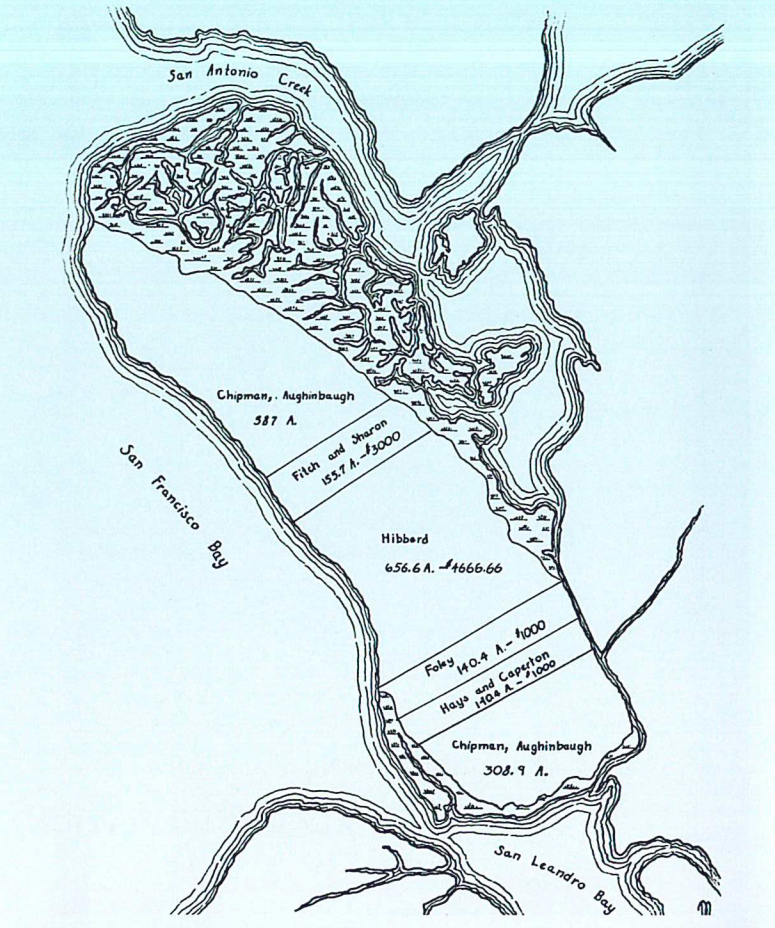 San Antonio Creek
Chipman, Aughinbaugh
387 A.
Fitch and Sharon
155.7 A. - $3000
San Francisco Bay
Hibbard
656.6 A. - $4666.66
Foley 140.4 A. - $1000
Hays and Caperton
140.4 A. - $1000
Chipman, Aughinbaugh
308.9 A.
San Leandro Bay